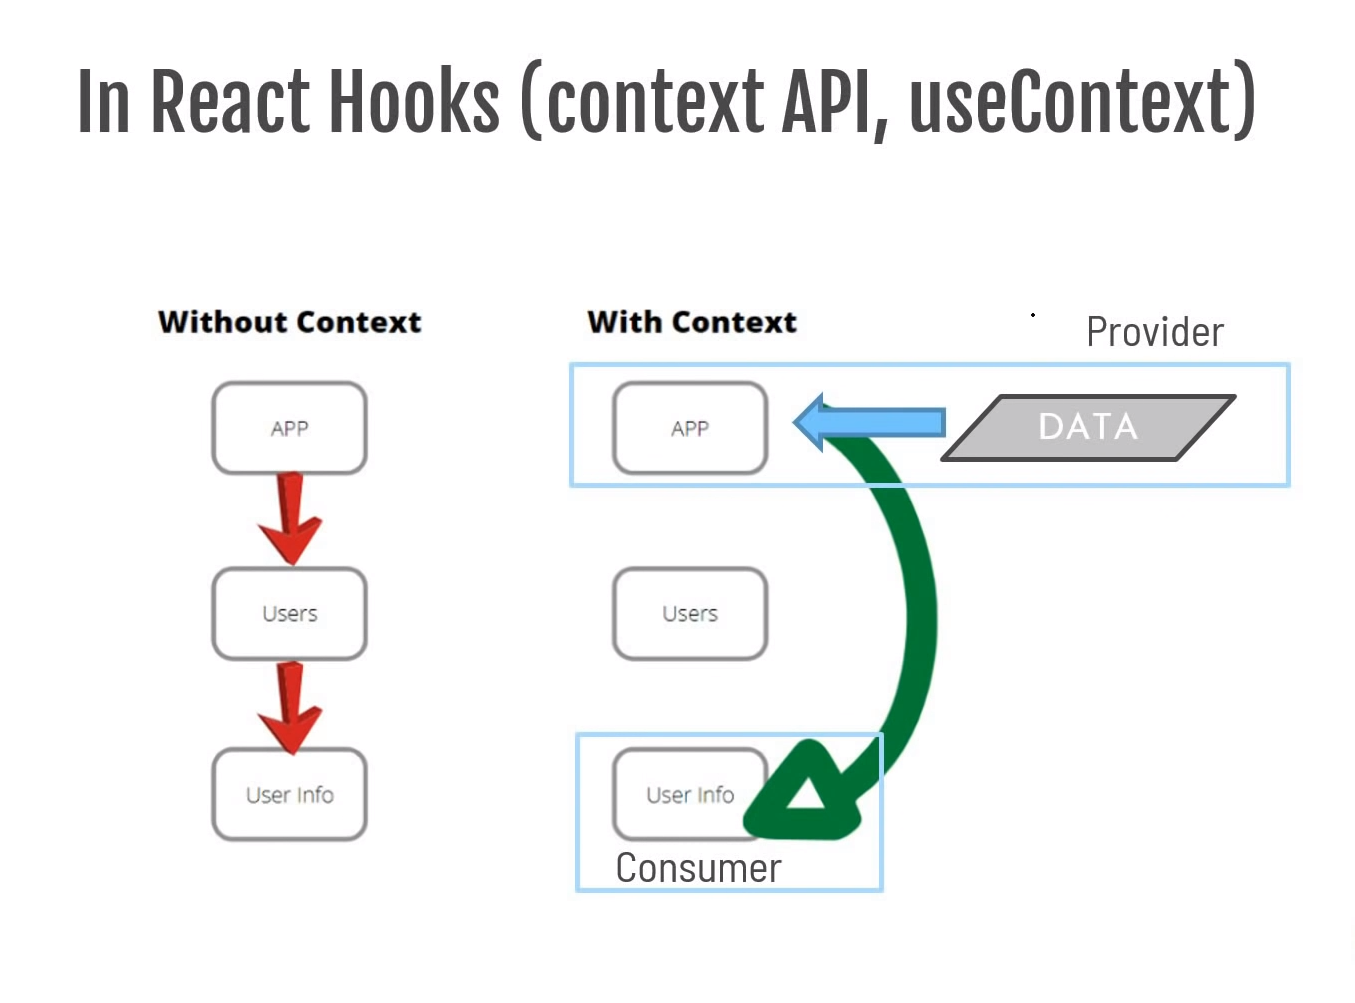 In React Hooks (context API, useContext)
Without Context
With Context
Provider
APP
APP
DATA
Users
Users
User Info
User Info
Consumer